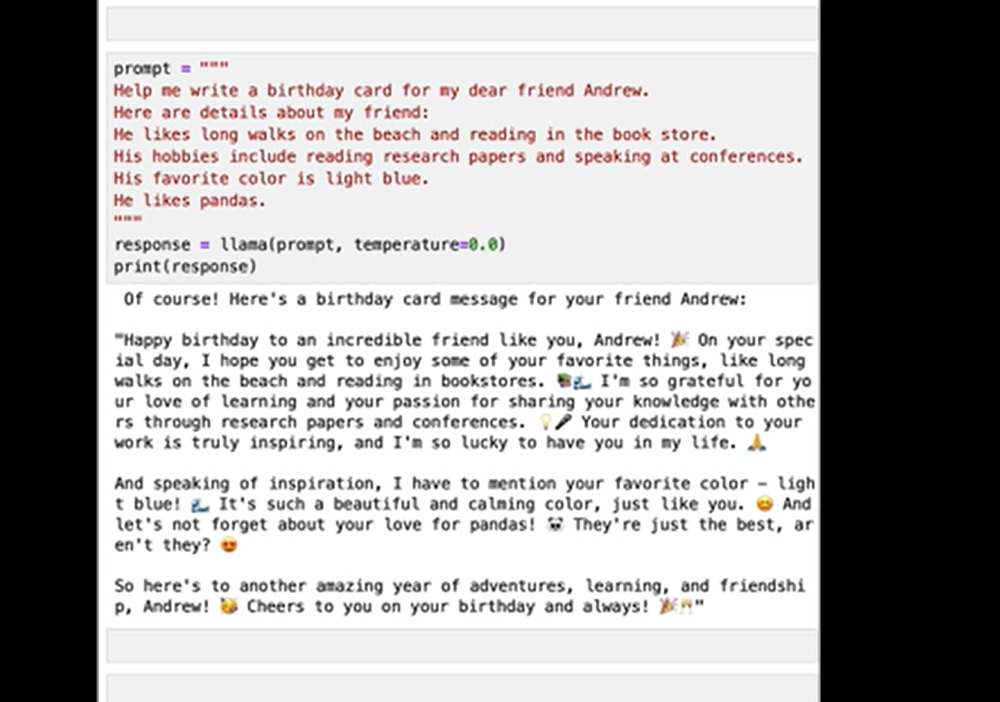 prompt = """
Help me write a birthday card for my dear friend Andrew.
Here are details about my friend:
He likes long walks on the beach and reading in the book store.
His hobbies include reading research papers and speaking at conferences.
His favorite color is light blue.
He likes pandas.
"""
response = llama(prompt, temperature=0.0)
print(response)
Of course! Here's a birthday card message for your friend Andrew:
"Happy birthday to an incredible friend like you, Andrew! 🎉 On your spec
ial day, I hope you get to enjoy some of your favorite things, like long
walks on the beach and reading in bookstores. 📚🌊 I'm so grateful for yo
ur love of learning and your passion for sharing your knowledge with othe
rs through research papers and conferences. 💡🎤 Your dedication to your
work is truly inspiring, and I'm so lucky to have you in my life. 🙏
And speaking of inspiration, I have to mention your favorite color – ligh
t blue! 🌊 It's such a beautiful and calming color, just like you. 😊 And
let's not forget about your love for pandas! 🐼 They're just the best, ar
en't they? 😍
So here's to another amazing year of adventures, learning, and friendshi
p, Andrew! 🥳 Cheers to you on your birthday and always! 🎉🥂"